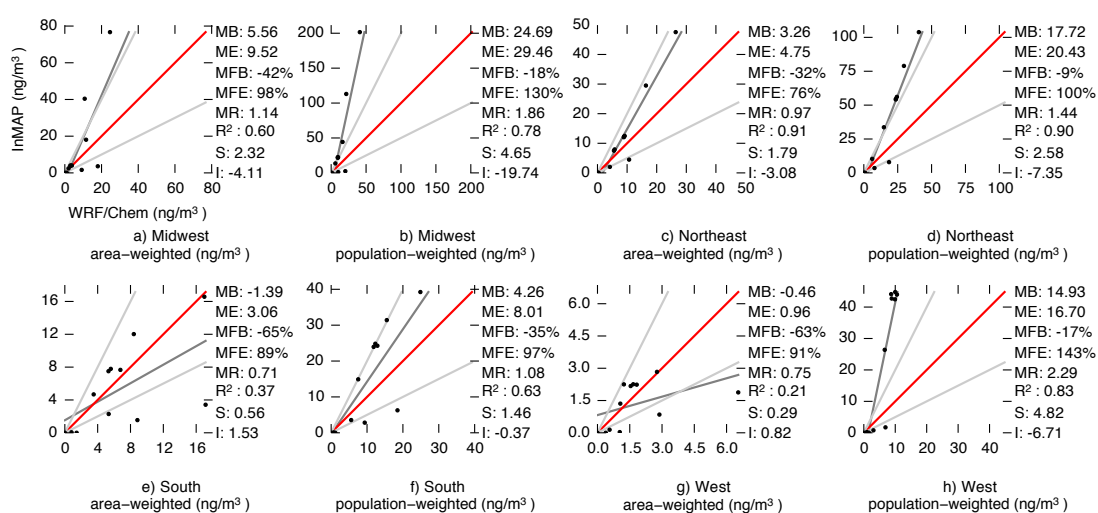 InMAP (ng/m³)
80
60
40
20
0
0 20 40 60 80
WRF/Chem (ng/m³ )
MB: 5.56
ME: 9.52
MFB: -42%
MFE: 98%
MR: 1.14
R² : 0.60
S: 2.32
I: -4.11
a) Midwest
area−weighted (ng/m³ )
200
150
100
50
0
0 50 100 150 200
MB: 24.69
ME: 29.46
MFB: -18%
MFE: 130%
MR: 1.86
R² : 0.78
S: 4.65
I: -19.74
b) Midwest
population−weighted (ng/m³ )
50
40
30
20
10
0
0 10 20 30 40 50
MB: 3.26
ME: 4.75
MFB: -32%
MFE: 76%
MR: 0.97
R² : 0.91
S: 1.79
I: -3.08
c) Northeast
area−weighted (ng/m³ )
100
75
50
25
0
0 25 50 75 100
MB: 17.72
ME: 20.43
MFB: -9%
MFE: 100%
MR: 1.44
R² : 0.90
S: 2.58
I: -7.35
d) Northeast
population−weighted (ng/m³ )
16
12
8
4
0
0 4 8 12 16
MB: -1.39
ME: 3.06
MFB: -65%
MFE: 89%
MR: 0.71
R² : 0.37
S: 0.56
I: 1.53
e) South
area−weighted (ng/m³ )
40
30
20
10
0
0 10 20 30 40
MB: 4.26
ME: 8.01
MFB: -35%
MFE: 97%
MR: 1.08
R² : 0.63
S: 1.46
I: -0.37
f) South
population−weighted (ng/m³ )
6.0
4.5
3.0
1.5
0.0
0.0 1.5 3.0 4.5 6.0
MB: -0.46
ME: 0.96
MFB: -63%
MFE: 91%
MR: 0.75
R² : 0.21
S: 0.29
I: 0.82
g) West
area−weighted (ng/m³ )
40
30
20
10
0
0 10 20 30 40
MB: 14.93
ME: 16.70
MFB: -17%
MFE: 143%
MR: 2.29
R² : 0.83
S: 4.82
I: -6.71
h) West
population−weighted (ng/m³ )